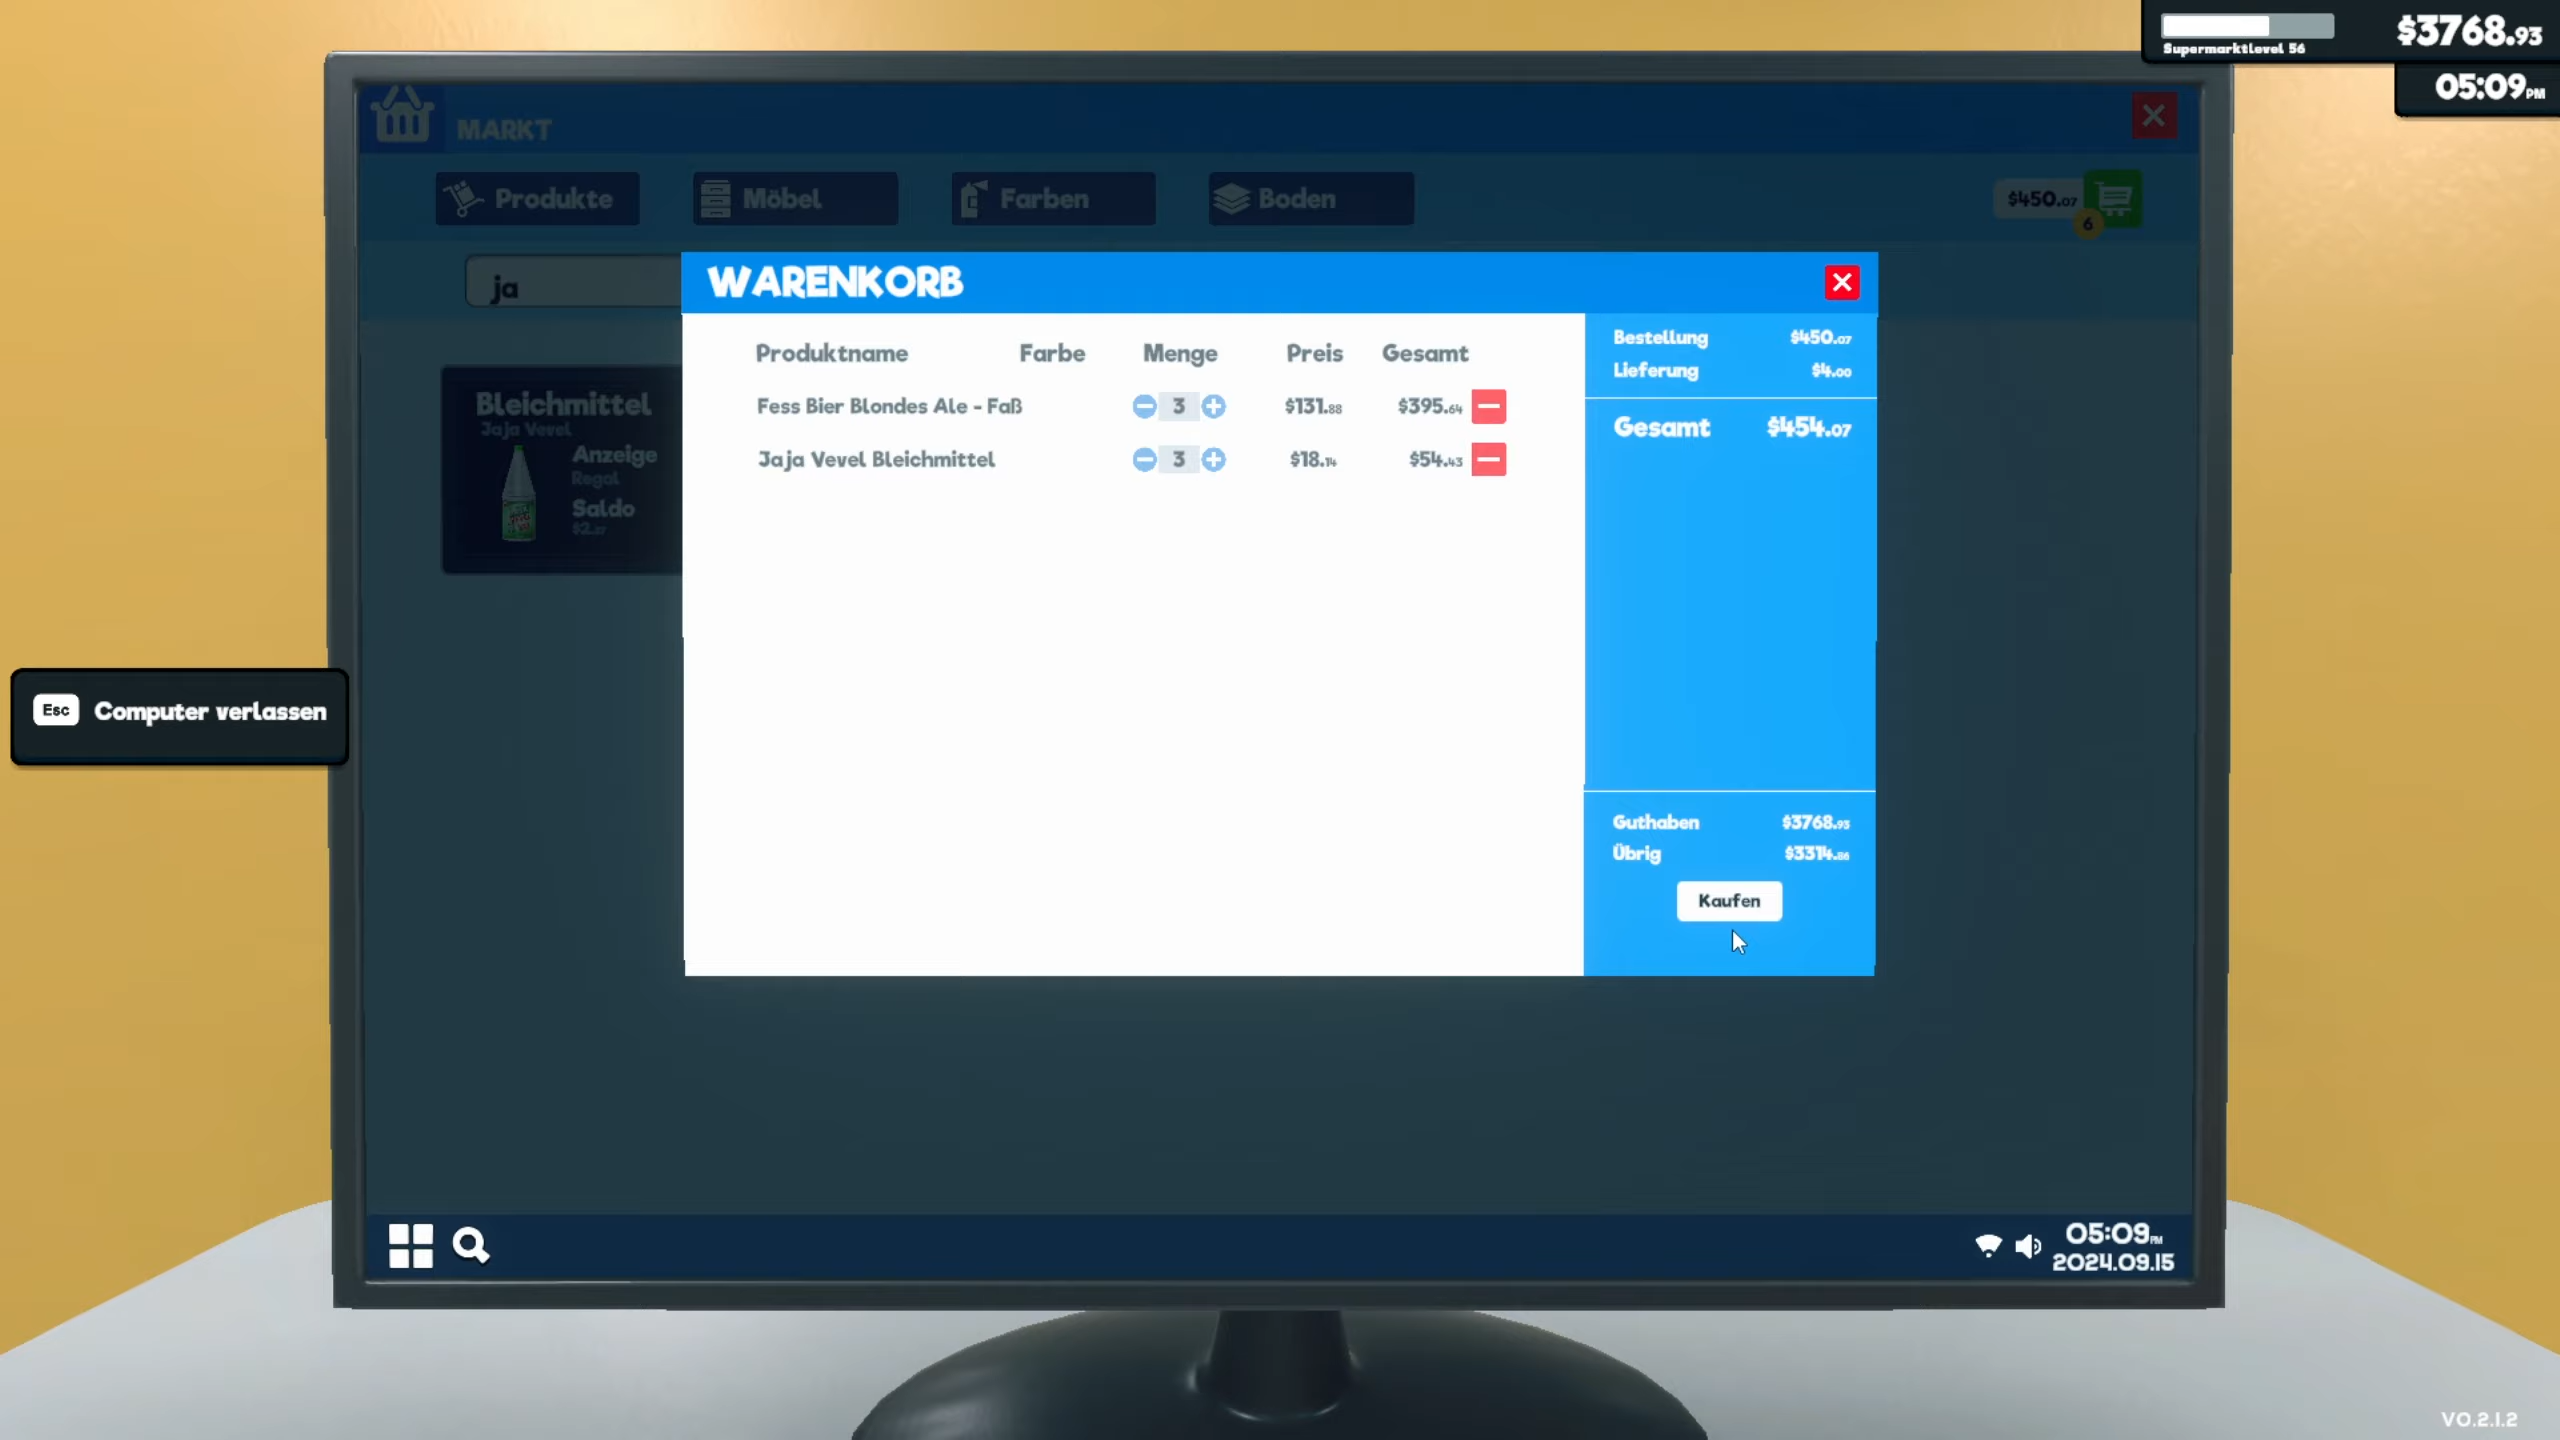 Supermarktlevel 56
$3768.93
05:09PM
MARKT
Produkte
Möbel
Farben
Boden
$450.07
6
ja
WARENKORB
Produktname Farbe Menge Preis Gesamt
Fess Bier Blondes Ale - Faß 3 $131.88 $395.64
Jaja Vevel Bleichmittel 3 $18.14 $54.43
Bestellung $450.07
Lieferung $4.00
Gesamt $454.07
Guthaben $3768.93
Übrig $3314.86
Kaufen
Bleichmittel
Jaja Vevel
Anzeige
Regal
Saldo
Esc Computer verlassen
05:09PM
2024.09.15
V0.2.1.2